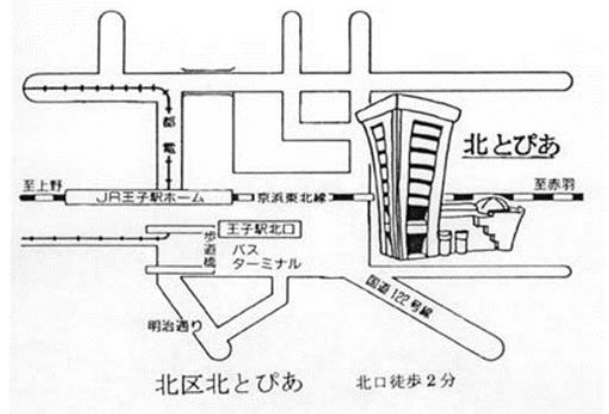 都電
北とぴあ
至上野
JR王子駅ホーム
京浜東北線
至赤羽
王子駅北口
歩道橋
バス
ターミナル
国道122号線
明治通り
北区北とぴあ
北口徒歩2分